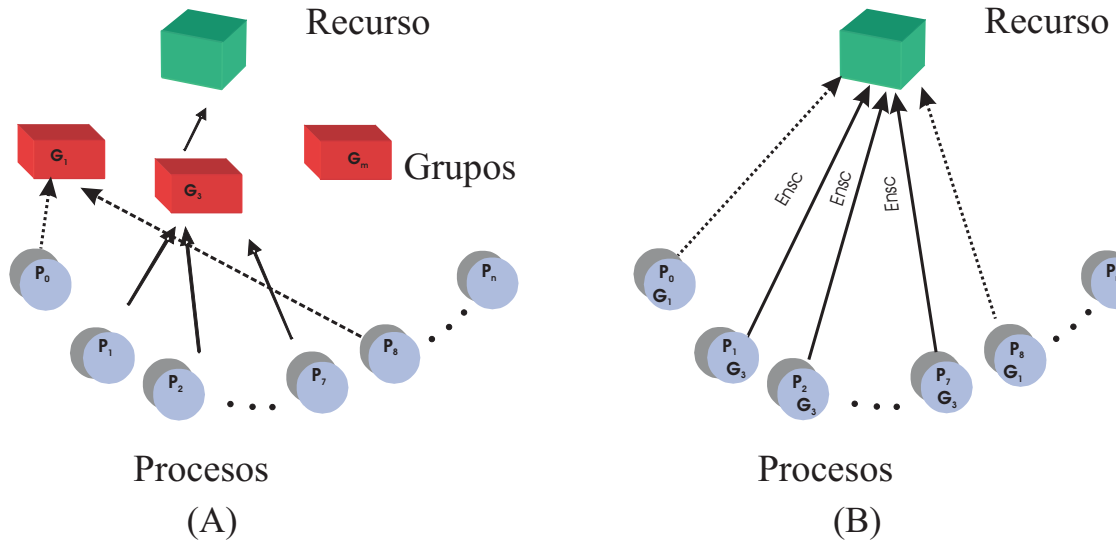 Recurso
G₁
G₃
Gₘ
Grupos
P₀
P₁
P₂
P₇
P₈
Pₙ
• • •
• • •
Procesos
(A)
Recurso
Ensc
Ensc
Ensc
P₀
G₁
P₁
G₃
P₂
G₃
P₇
G₃
P₈
G₁
• • •
• • •
Procesos
(B)